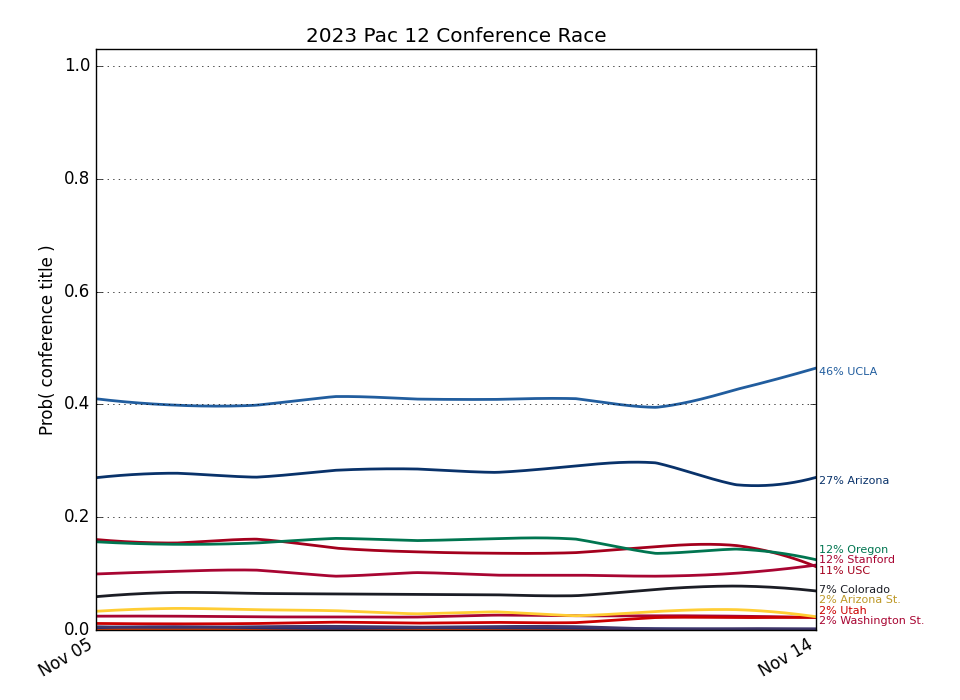 2023 Pac 12 Conference Race
Prob( conference title )
1.0
0.8
0.6
0.4
0.2
0.0
46% UCLA
27% Arizona
12% Oregon
12% Stanford
11% USC
7% Colorado
2% Arizona St.
2% Utah
2% Washington St.
Nov 05
Nov 14